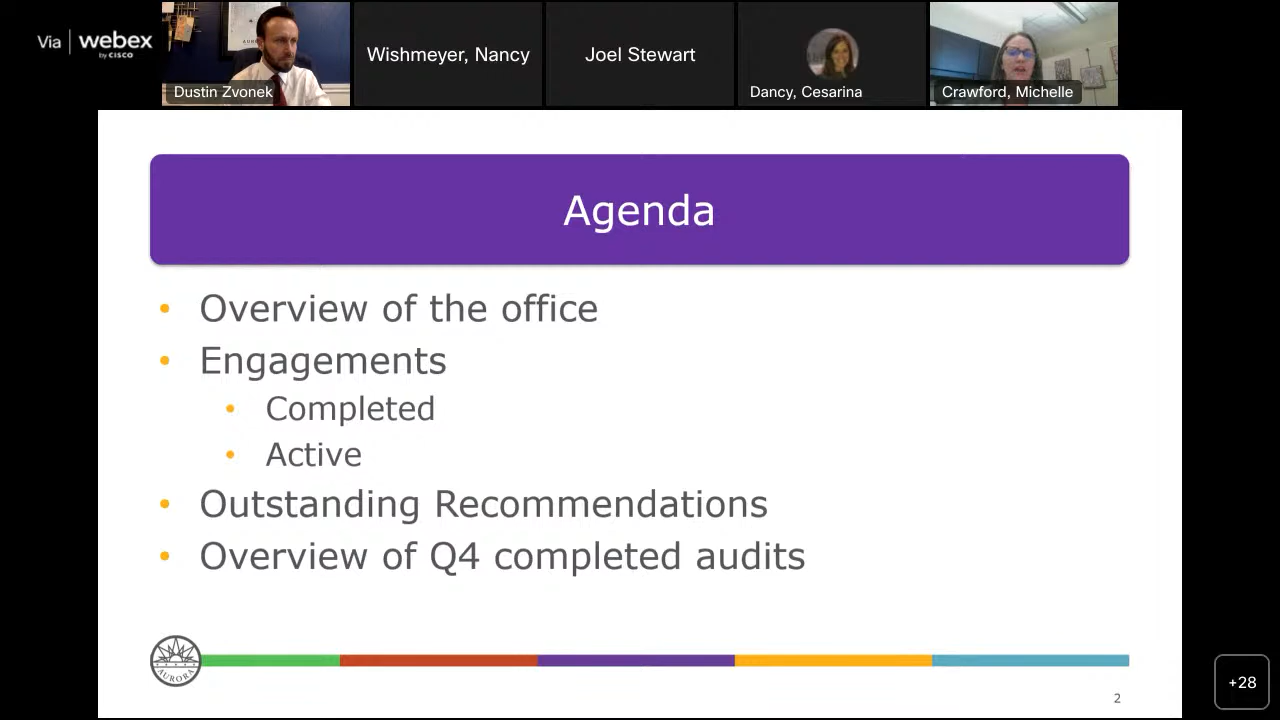 Via | webex
by CISCO
Dustin Zvonek
Wishmeyer, Nancy
Joel Stewart
Dancy, Cesarina
Crawford, Michelle
Agenda
• Overview of the office
• Engagements
• Completed
• Active
• Outstanding Recommendations
• Overview of Q4 completed audits
AURORA
2
+28